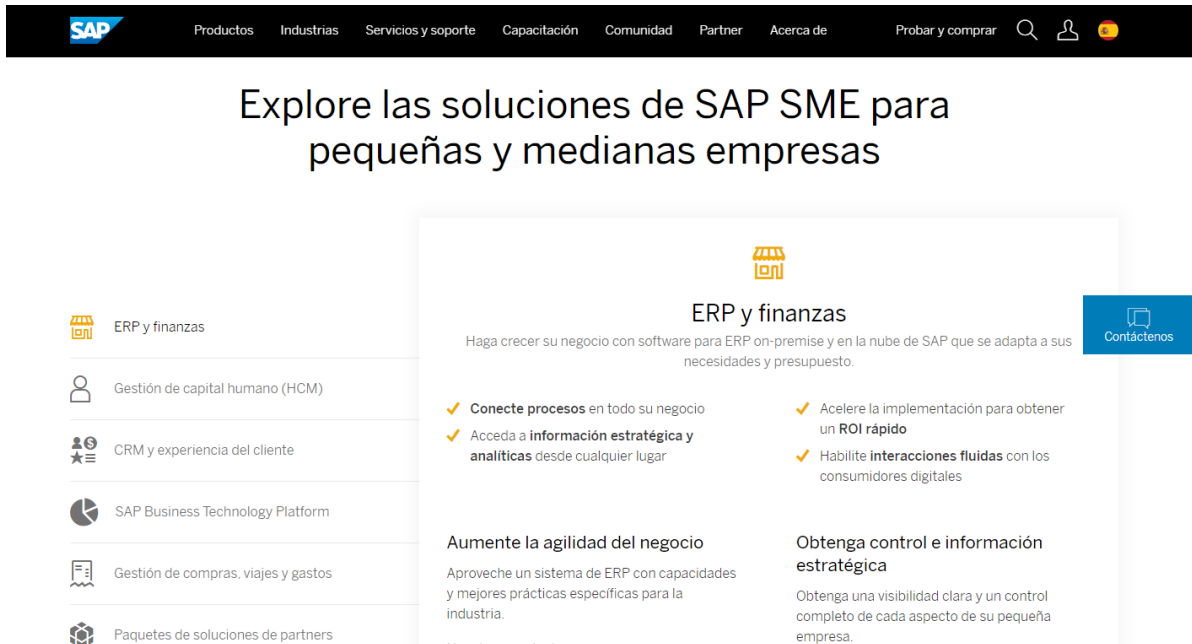 SAP
Productos
Industrias
Servicios y soporte
Capacitación
Comunidad
Partner
Acerca de
Probar y comprar
Explore las soluciones de SAP SME para
pequeñas y medianas empresas
ERP y finanzas
Gestión de capital humano (HCM)
CRM y experiencia del cliente
SAP Business Technology Platform
Gestión de compras, viajes y gastos
Paquetes de soluciones de partners
ERP y finanzas
Haga crecer su negocio con software para ERP on-premise y en la nube de SAP que se adapta a sus
necesidades y presupuesto.
Conecte procesos en todo su negocio
Acceda a información estratégica y
analíticas desde cualquier lugar
Acelere la implementación para obtener
un ROI rápido
Habilite interacciones fluidas con los
consumidores digitales
Aumente la agilidad del negocio
Aproveche un sistema de ERP con capacidades
y mejores prácticas específicas para la
industria.
Obtenga control e información
estratégica
Obtenga una visibilidad clara y un control
completo de cada aspecto de su pequeña
empresa.
Contáctenos